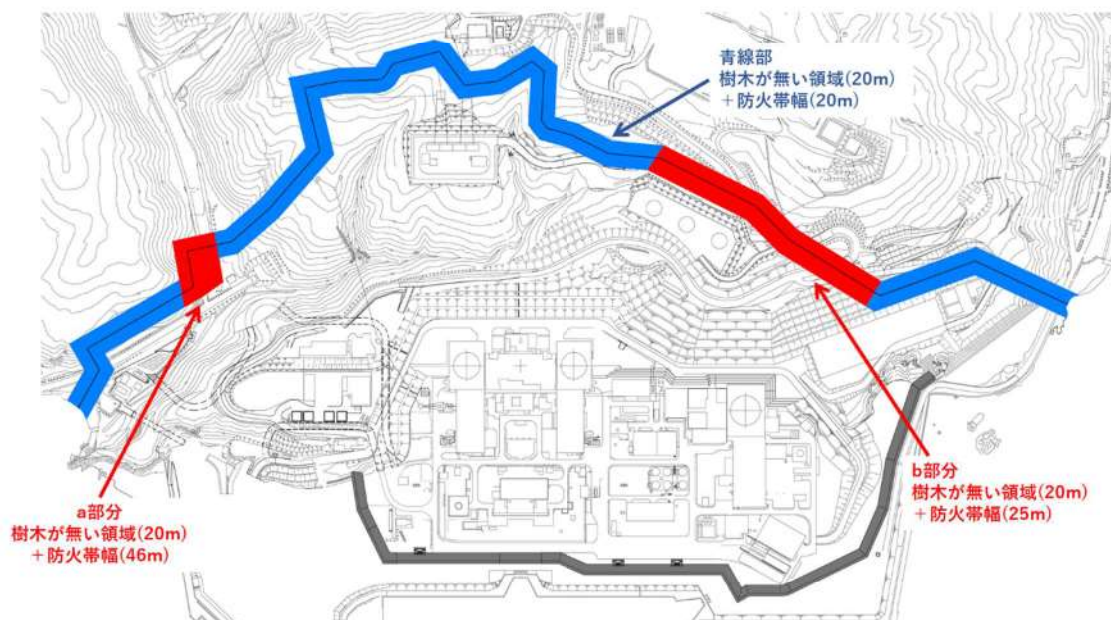 青線部
樹木が無い領域(20m)
＋防火帯幅(20m)
a部分
樹木が無い領域(20m)
＋防火帯幅(46m)
b部分
樹木が無い領域(20m)
＋防火帯幅(25m)